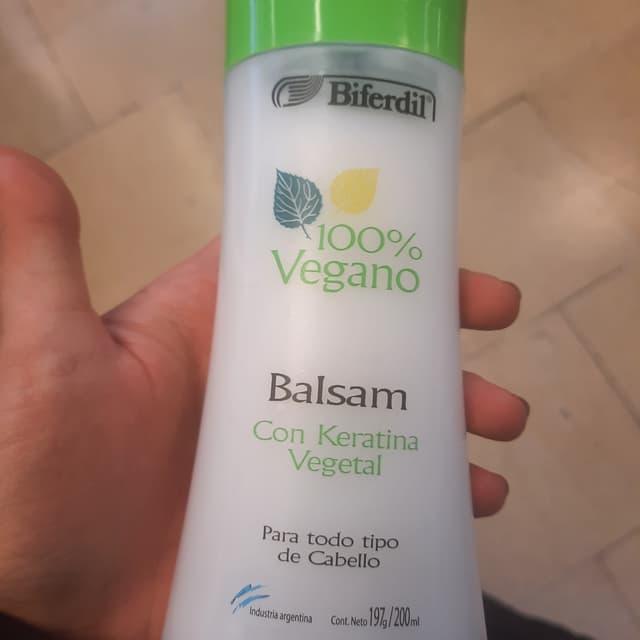 Biferdil
100%
Vegano
Balsam
Con Keratina
Vegetal
Para todo tipo
de Cabello
Industria argentina Cont. Neto 197g/200ml